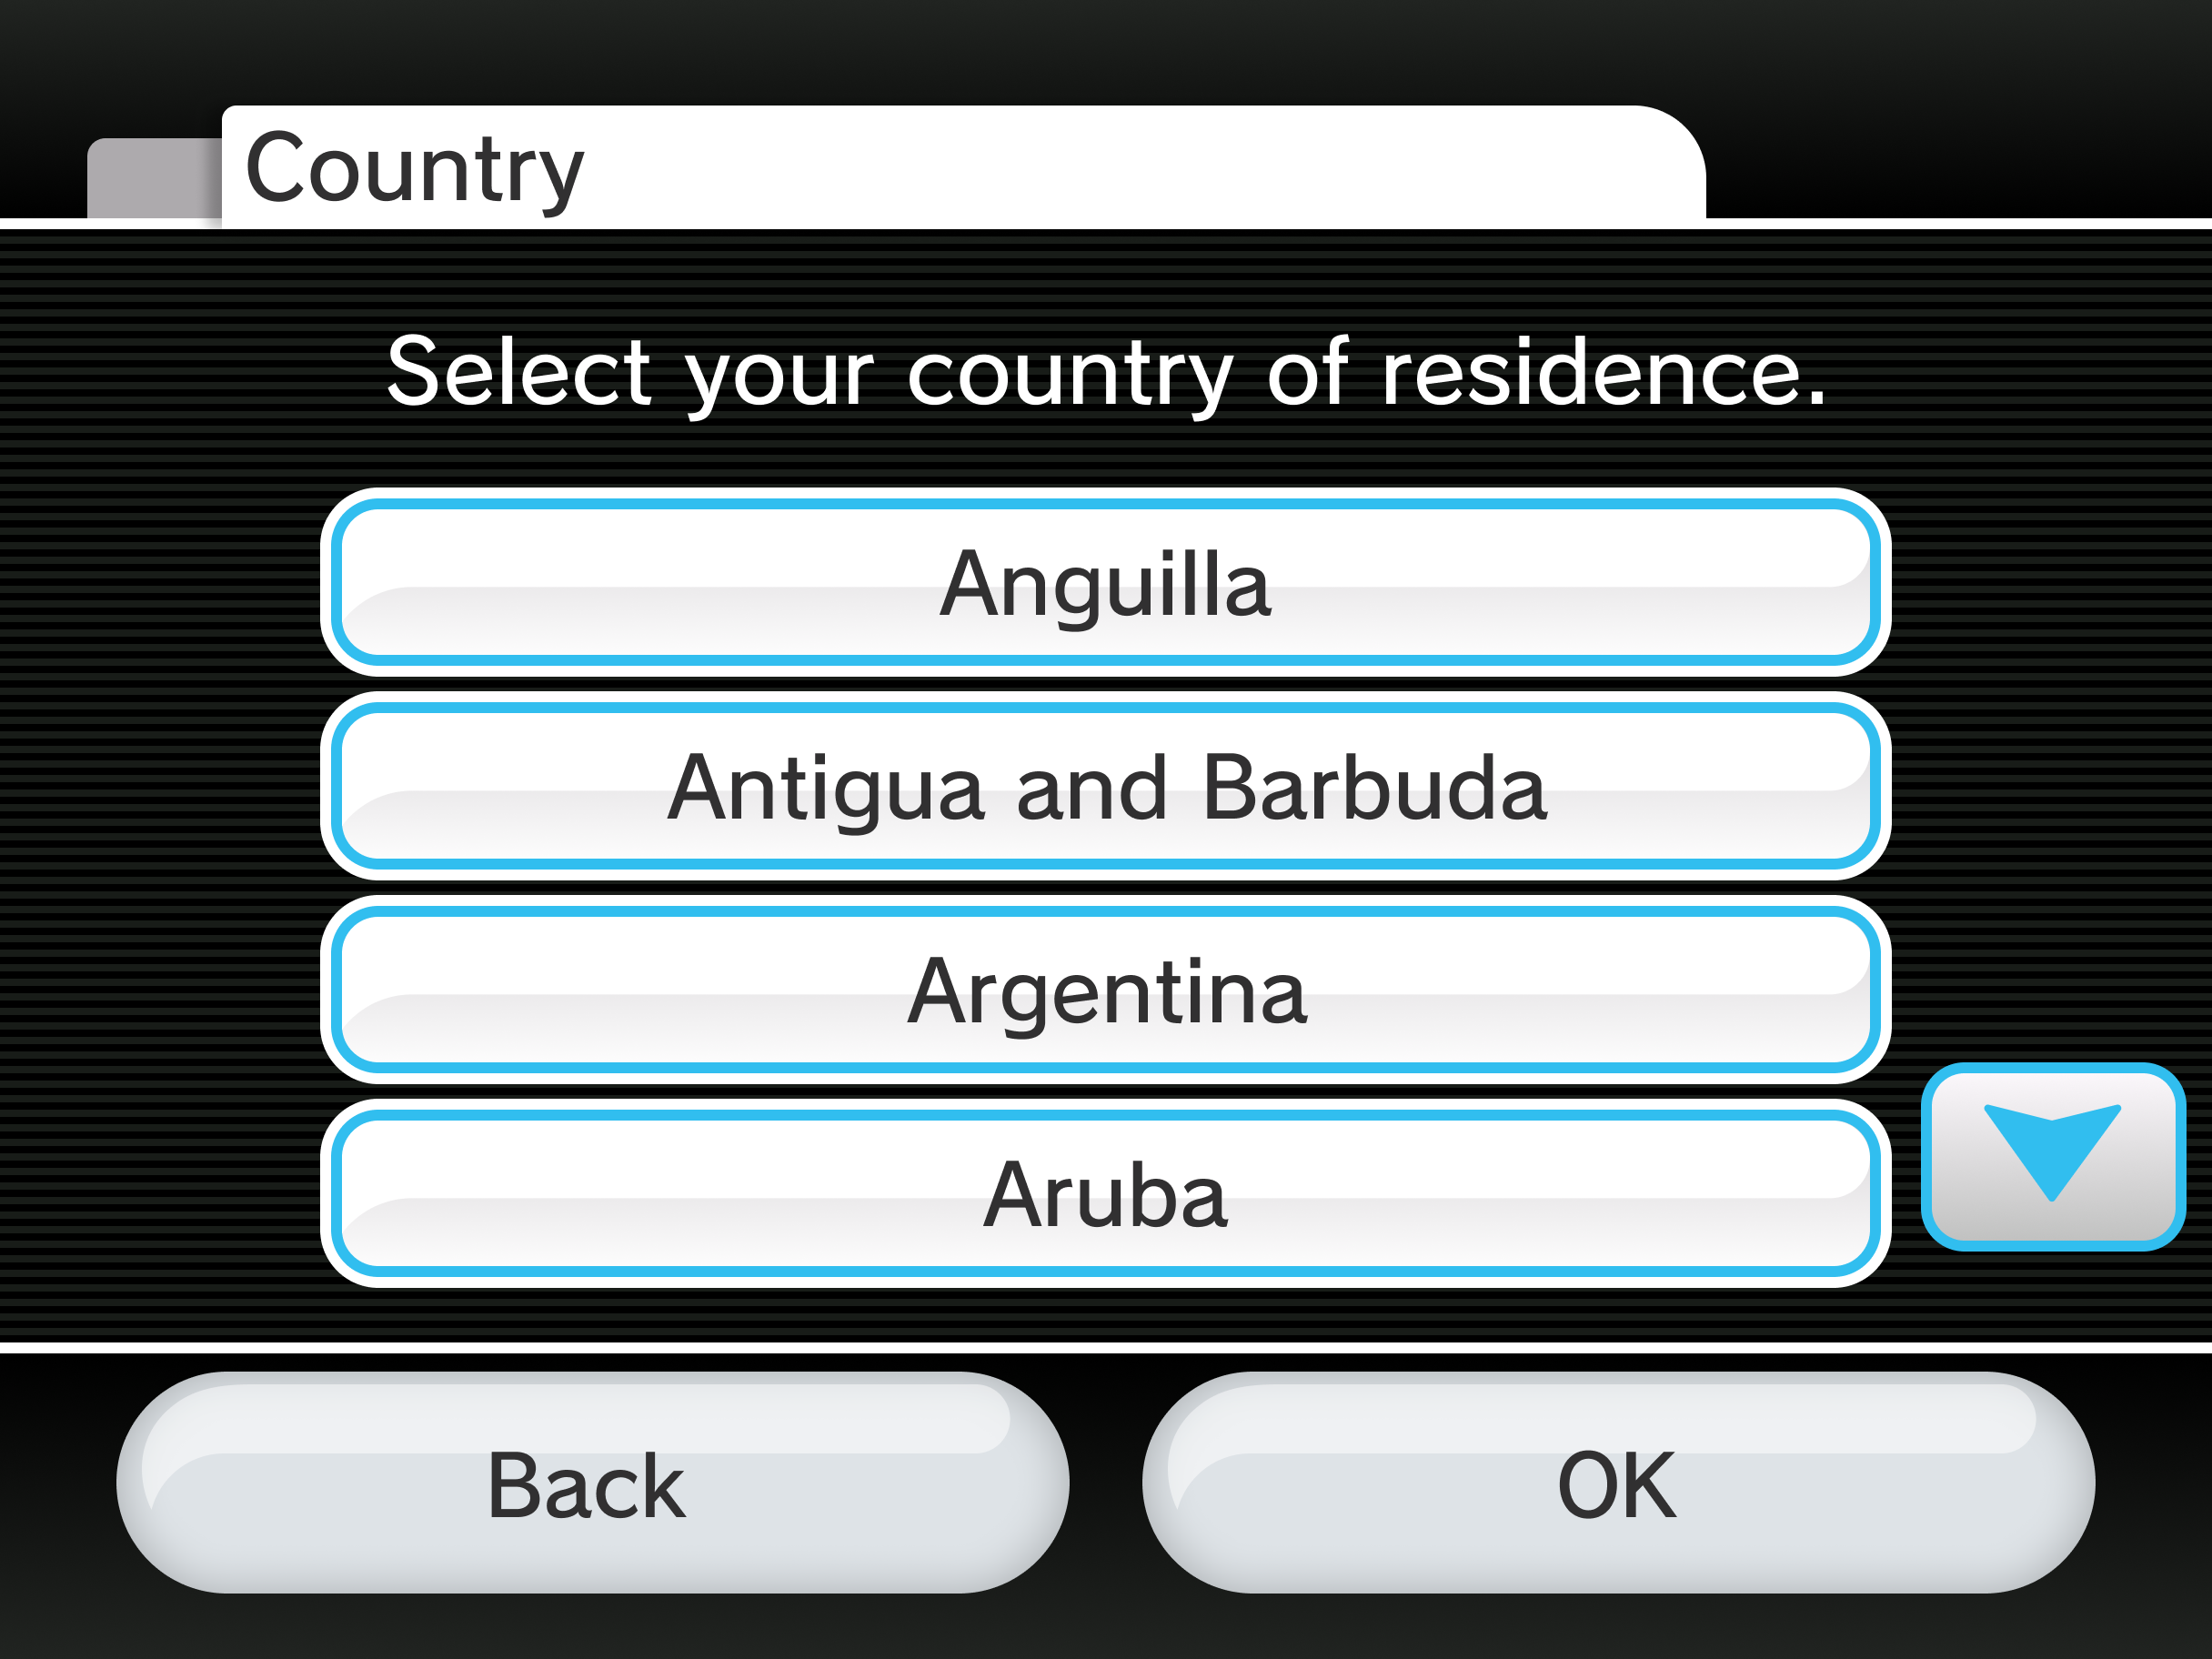 Country
Select your country of residence.
Anguilla
Antigua and Barbuda
Argentina
Aruba
Back
OK